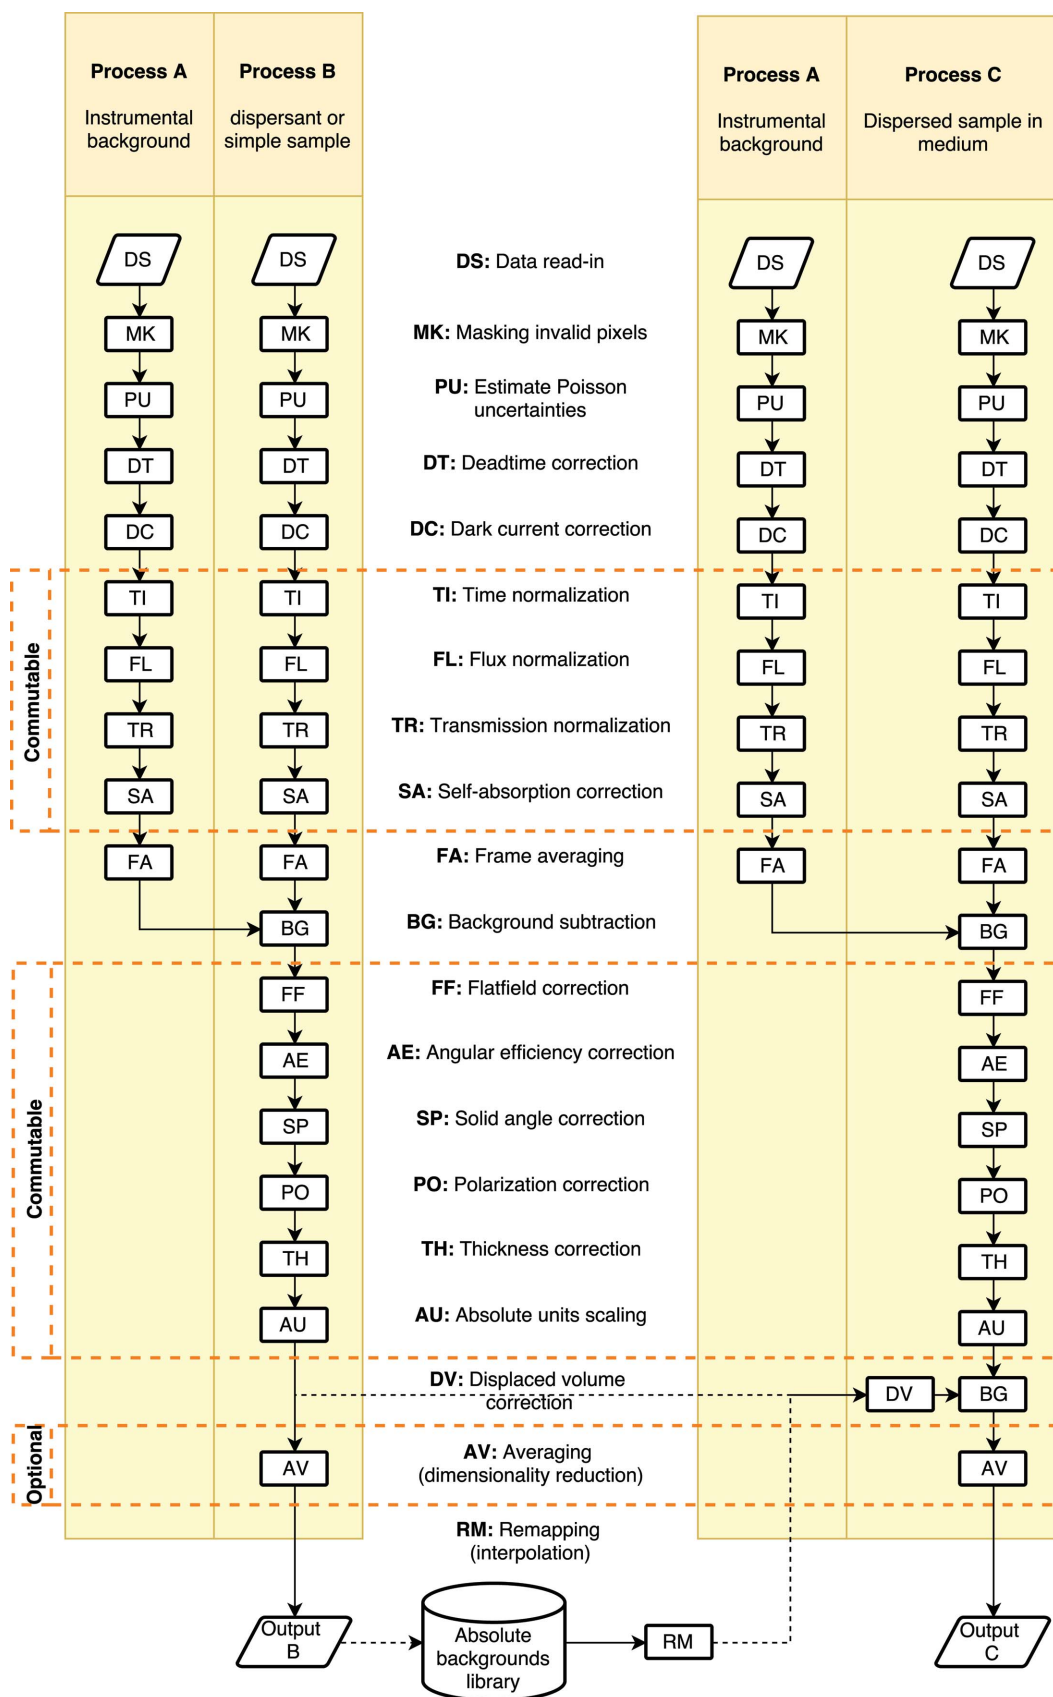 Process A
Process B
Process A
Process C
Instrumental
background
dispersant or
simple sample
Instrumental
background
Dispersed sample in
medium
DS
DS
DS: Data read-in
DS
DS
MK
MK
MK: Masking invalid pixels
MK
MK
PU
PU
PU: Estimate Poisson
uncertainties
PU
PU
DT
DT
DT: Deadtime correction
DT
DT
DC
DC
DC: Dark current correction
DC
DC
Commutable
TI
TI
TI: Time normalization
TI
TI
FL
FL
FL: Flux normalization
FL
FL
TR
TR
TR: Transmission normalization
TR
TR
SA
SA
SA: Self-absorption correction
SA
SA
FA
FA
FA: Frame averaging
FA
FA
BG
BG: Background subtraction
BG
Commutable
FF
FF: Flatfield correction
FF
AE
AE: Angular efficiency correction
AE
SP
SP: Solid angle correction
SP
PO
PO: Polarization correction
PO
TH
TH: Thickness correction
TH
AU
AU: Absolute units scaling
AU
DV: Displaced volume
correction
DV
BG
Optional
AV
AV: Averaging
(dimensionality reduction)
AV
RM: Remapping
(interpolation)
Output
B
Absolute
backgrounds
library
RM
Output
C